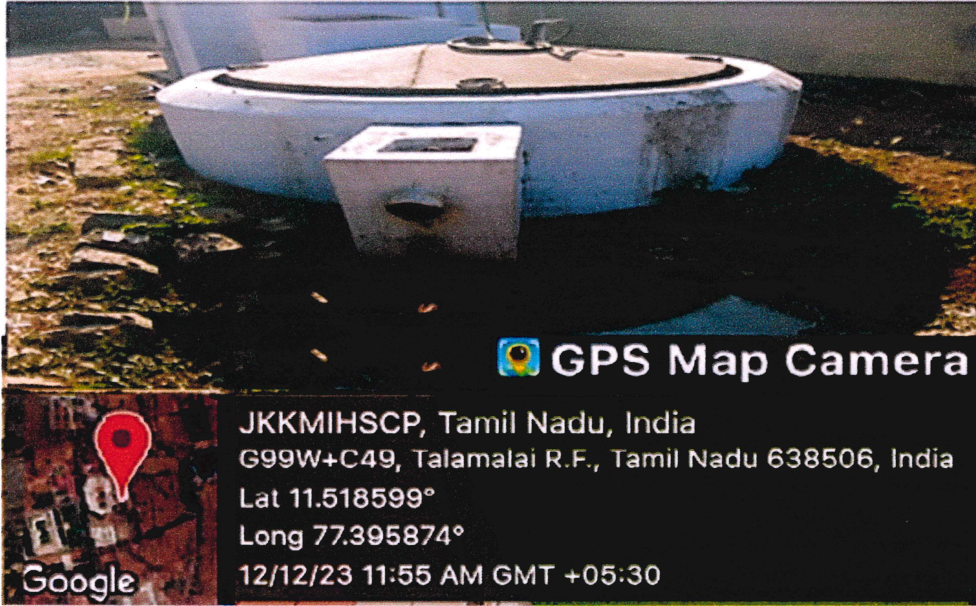 GPS Map Camera
JKKMIHSCP, Tamil Nadu, India
G99W+C49, Talamalai R.F., Tamil Nadu 638506, India
Lat 11.518599°
Long 77.395874°
12/12/23 11:55 AM GMT +05:30
Google